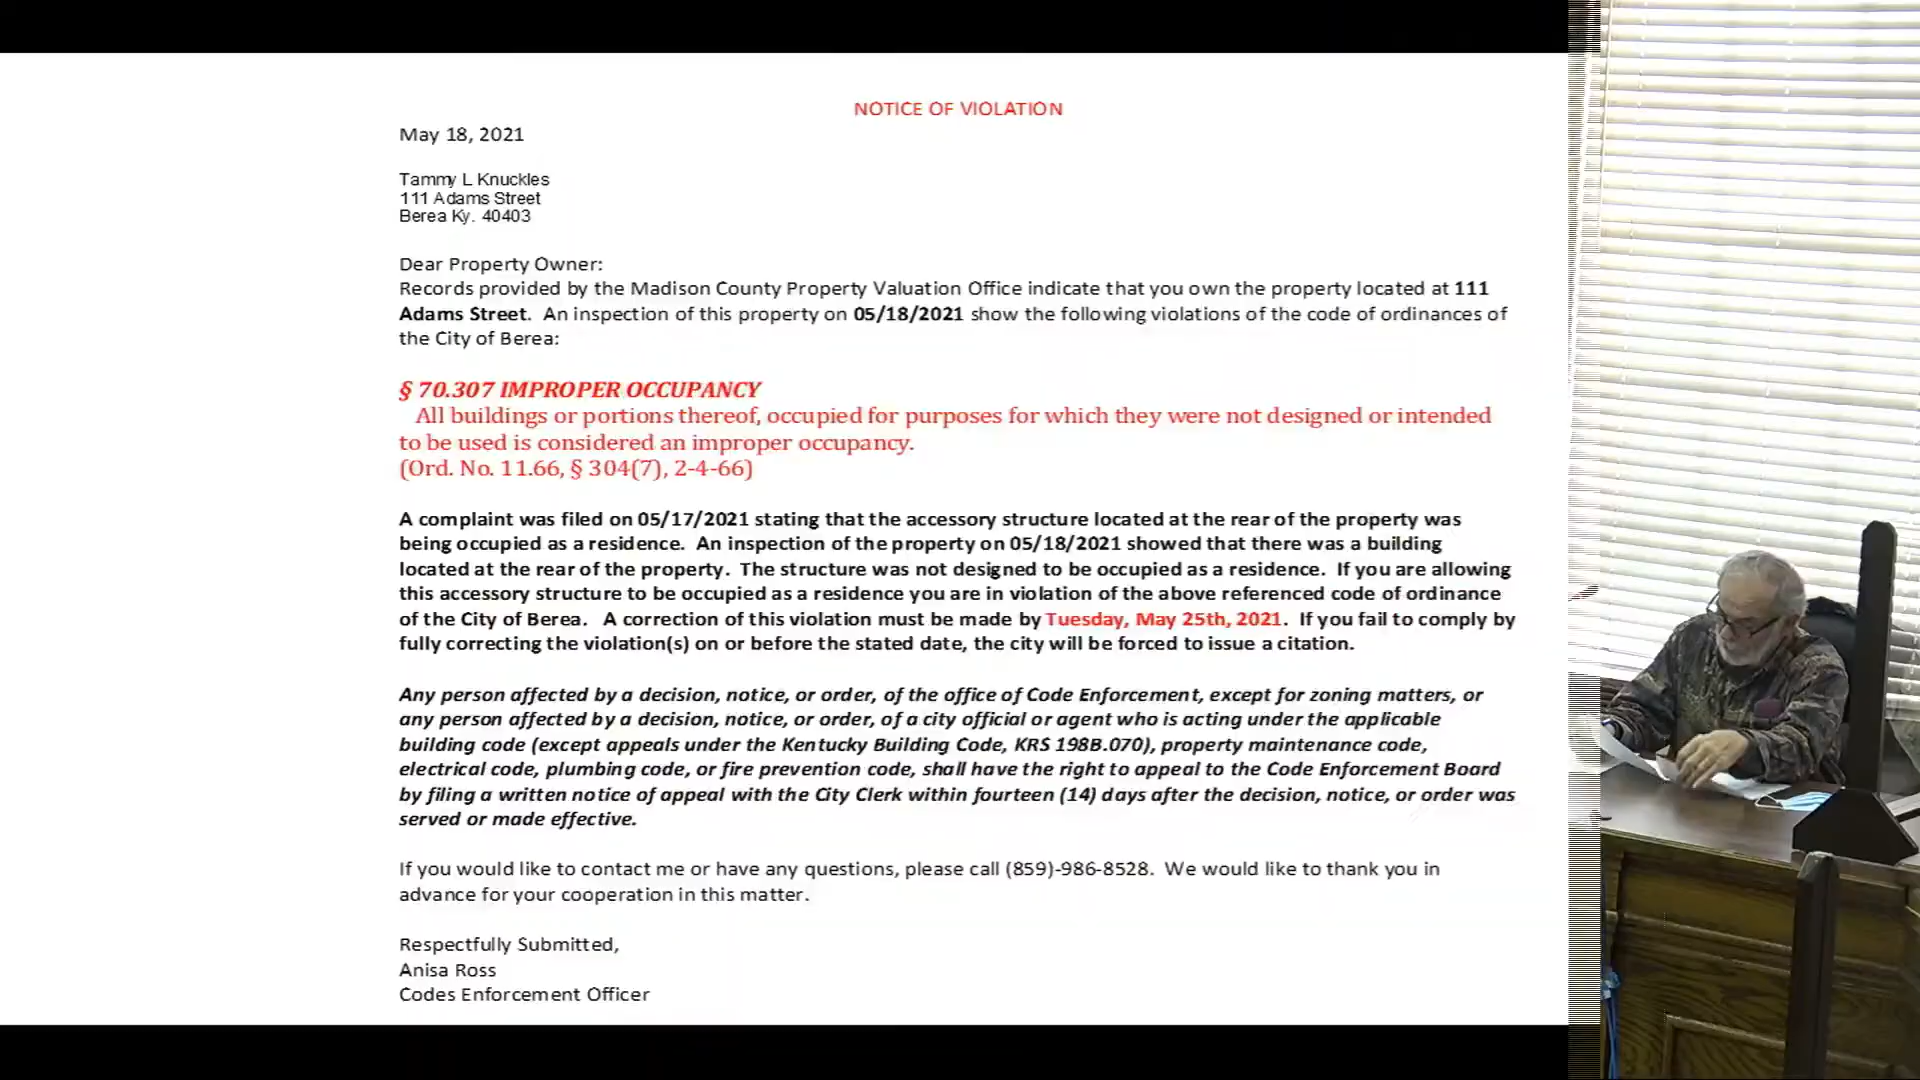 NOTICE OF VIOLATION
May 18, 2021
Tammy L Knuckles
111 Adams Street
Berea Ky. 40403
Dear Property Owner:
Records provided by the Madison County Property Valuation Office indicate that you own the property located at 111
Adams Street. An inspection of this property on 05/18/2021 show the following violations of the code of ordinances of
the City of Berea:
§ 70.307 IMPROPER OCCUPANCY
All buildings or portions thereof, occupied for purposes for which they were not designed or intended
to be used is considered an improper occupancy.
(Ord. No. 11.66, § 304(7), 2-4-66)
A complaint was filed on 05/17/2021 stating that the accessory structure located at the rear of the property was
being occupied as a residence. An inspection of the property on 05/18/2021 showed that there was a building
located at the rear of the property. The structure was not designed to be occupied as a residence. If you are allowing
this accessory structure to be occupied as a residence you are in violation of the above referenced code of ordinance
of the City of Berea. A correction of this violation must be made by Tuesday, May 25th, 2021. If you fail to comply by
fully correcting the violation(s) on or before the stated date, the city will be forced to issue a citation.
Any person affected by a decision, notice, or order, of the office of Code Enforcement, except for zoning matters, or
any person affected by a decision, notice, or order, of a city official or agent who is acting under the applicable
building code (except appeals under the Kentucky Building Code, KRS 198B.070), property maintenance code,
electrical code, plumbing code, or fire prevention code, shall have the right to appeal to the Code Enforcement Board
by filing a written notice of appeal with the City Clerk within fourteen (14) days after the decision, notice, or order was
served or made effective.
If you would like to contact me or have any questions, please call (859)-986-8528. We would like to thank you in
advance for your cooperation in this matter.
Respectfully Submitted,
Anisa Ross
Codes Enforcement Officer